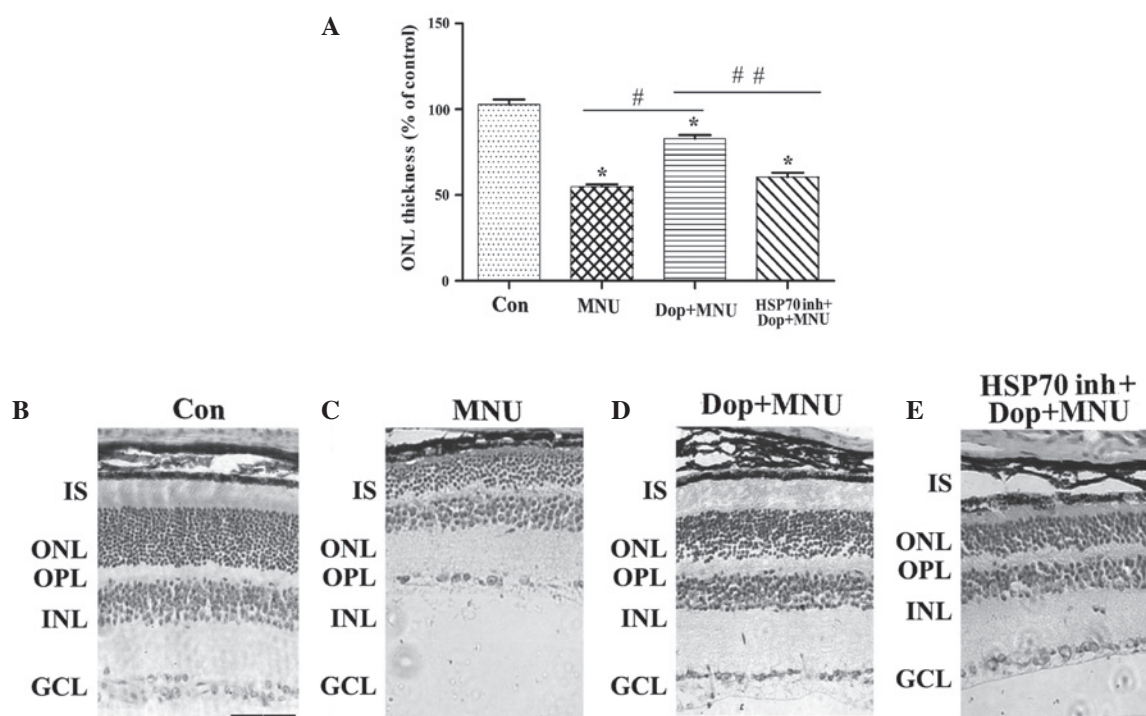 A
ONL thickness (% of control)
150
100
50
0
#
# #
*
*
*
Con
MNU
Dop+MNU
HSP70 inh+
Dop+MNU
B
Con
IS
ONL
OPL
INL
GCL
C
MNU
IS
ONL
OPL
INL
GCL
D
Dop+MNU
IS
ONL
OPL
INL
GCL
E
HSP70 inh+
Dop+MNU
IS
ONL
OPL
INL
GCL